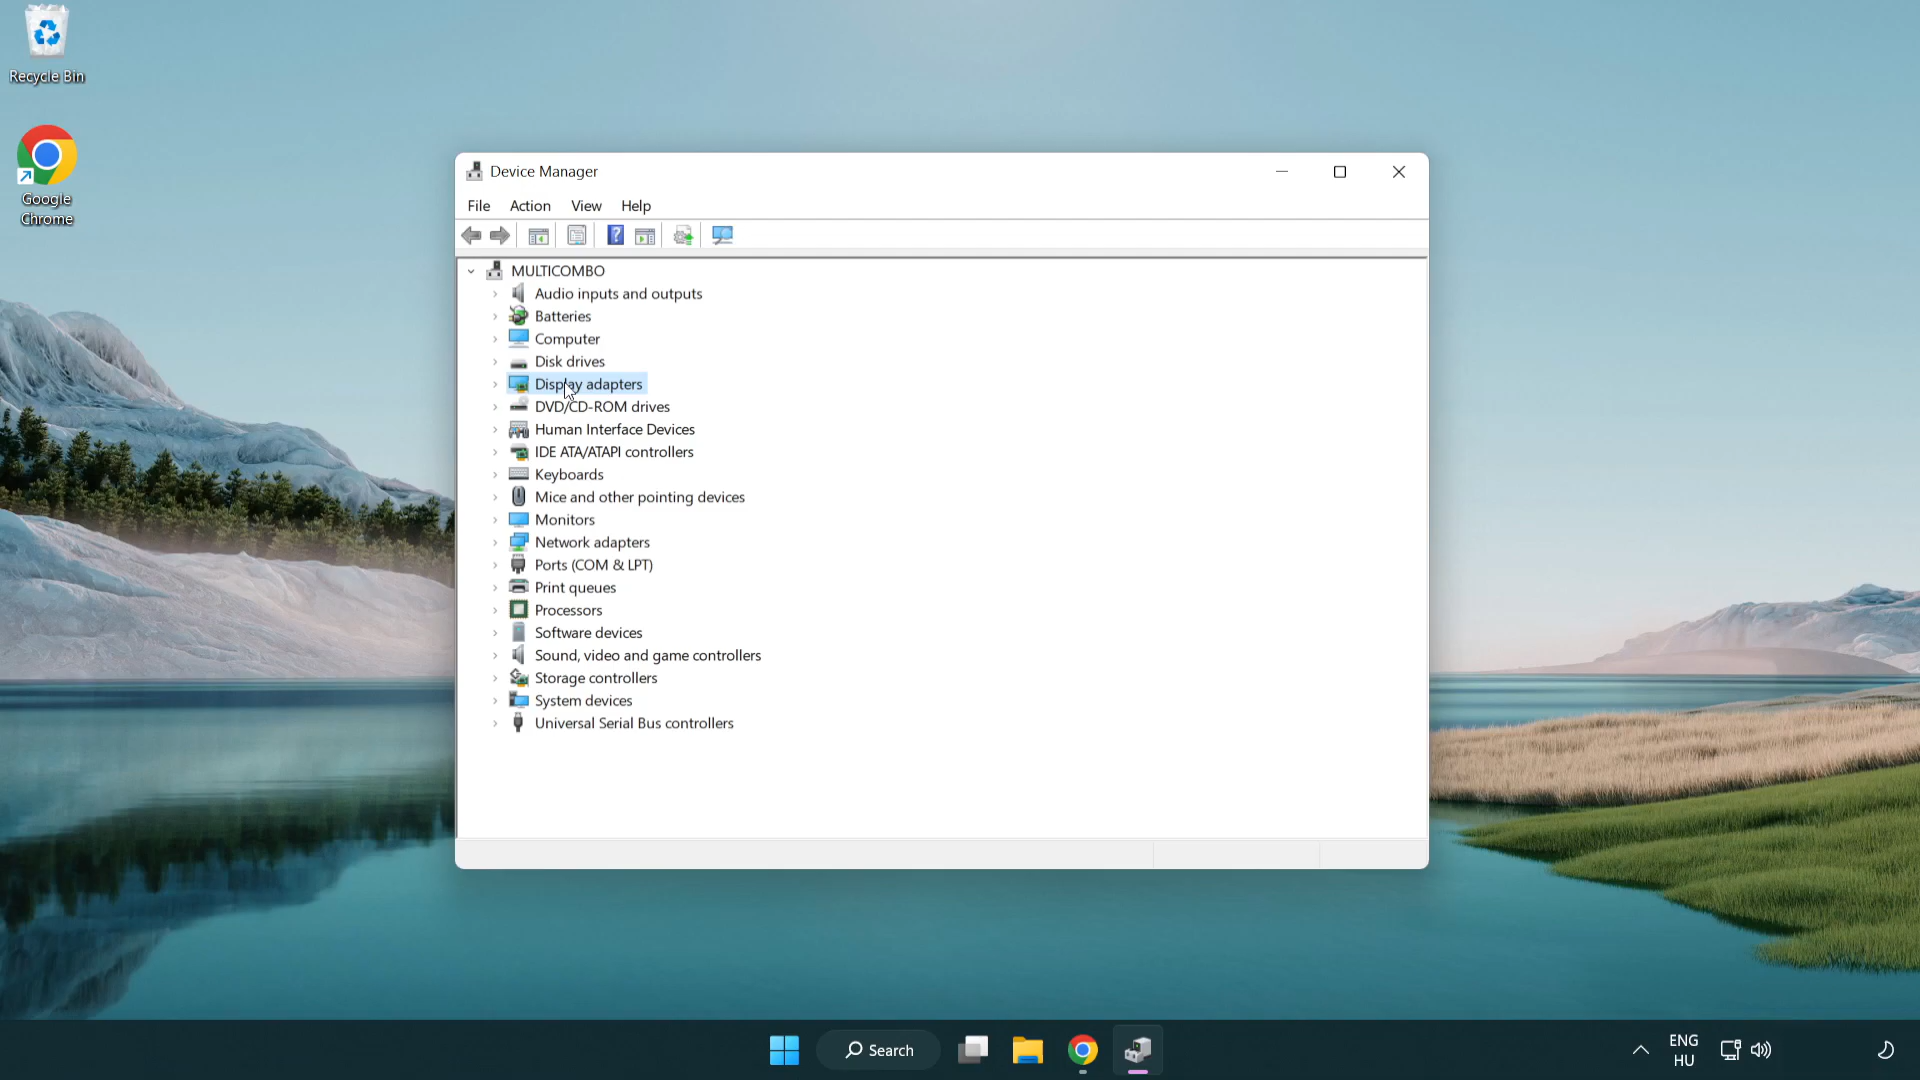 Recycle Bin
Google
Chrome
Device Manager
File Action View Help
MULTICOMBO
Audio inputs and outputs
Batteries
Computer
Disk drives
Display adapters
DVD/CD-ROM drives
Human Interface Devices
IDE ATA/ATAPI controllers
Keyboards
Mice and other pointing devices
Monitors
Network adapters
Ports (COM & LPT)
Print queues
Processors
Software devices
Sound, video and game controllers
Storage controllers
System devices
Universal Serial Bus controllers
Search
ENG
HU